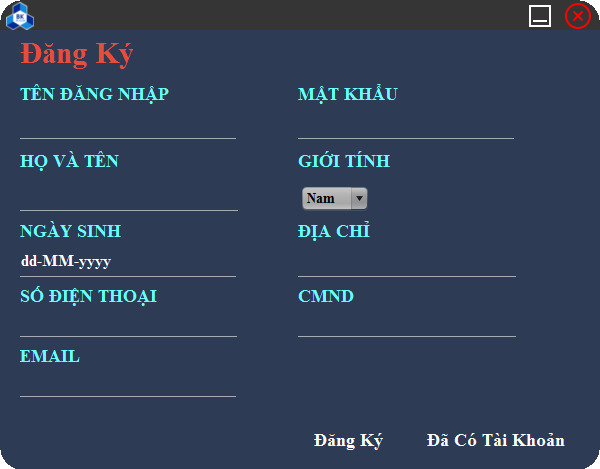 BK
Đăng Ký
TÊN ĐĂNG NHẬP
MẬT KHẨU
HỌ VÀ TÊN
GIỚI TÍNH
Nam
NGÀY SINH
ĐỊA CHỈ
dd-MM-yyyy
SỐ ĐIỆN THOẠI
CMND
EMAIL
Đăng Ký
Đã Có Tài Khoản